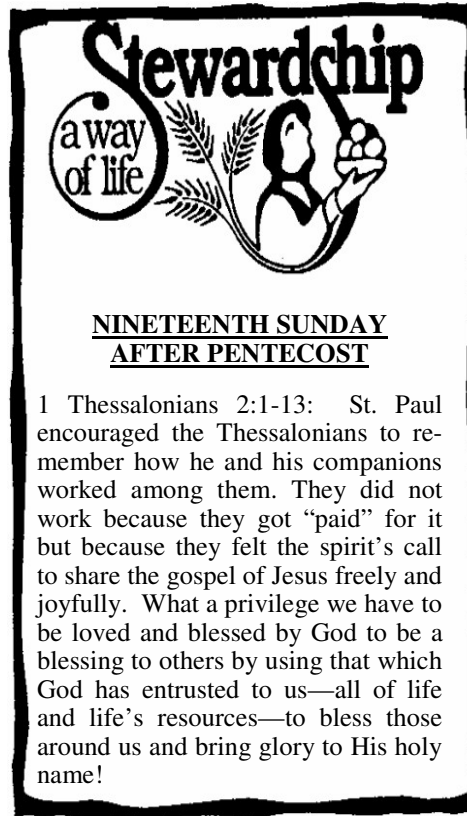 Stewardship
a way
of life
NINETEENTH SUNDAY
AFTER PENTECOST
1 Thessalonians 2:1-13: St. Paul
encouraged the Thessalonians to re-
member how he and his companions
worked among them. They did not
work because they got “paid” for it
but because they felt the spirit’s call
to share the gospel of Jesus freely and
joyfully. What a privilege we have to
be loved and blessed by God to be a
blessing to others by using that which
God has entrusted to us—all of life
and life’s resources—to bless those
around us and bring glory to His holy
name!